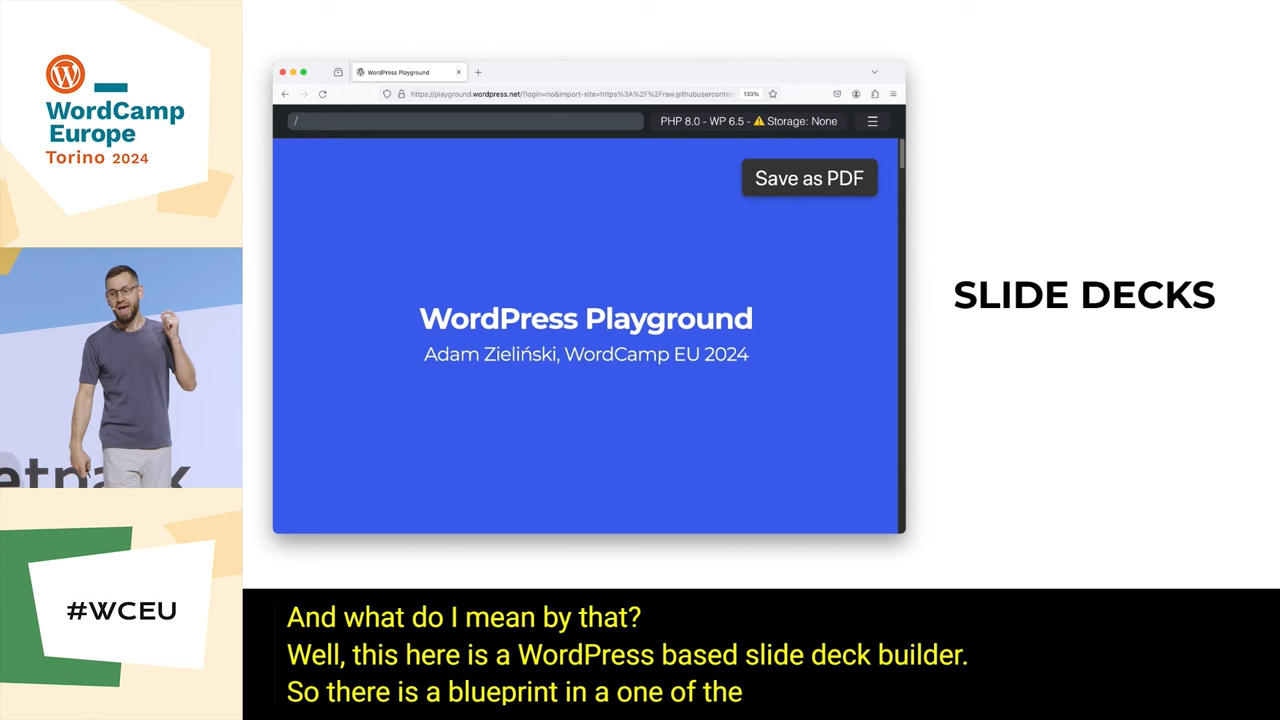 WordCamp
Europe
Torino 2024
WordPress Playground
https://playground.wordpress.net/?login=no&import-site=https%3A%2F%2Fraw.githubuserconten
133%
/
PHP 8.0 - WP 6.5 - ⚠️ Storage: None
Save as PDF
WordPress Playground
Adam Zieliński, WordCamp EU 2024
SLIDE DECKS
#WCEU
And what do I mean by that?
Well, this here is a WordPress based slide deck builder.
So there is a blueprint in a one of the